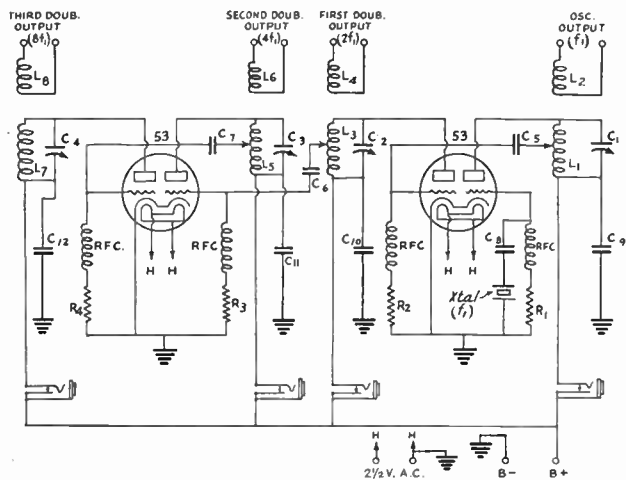 THIRD DOUB. OUTPUT (8f₁)
SECOND DOUB. OUTPUT (4f₁)
FIRST DOUB. OUTPUT (2f₁)
OSC. OUTPUT (f₁)
L₈
L₆
L₄
L₂
C₄
53
C₇
C₃
L₃
C₂
53
C₅
C₁
L₇
L₅
C₆
L₁
C₁₂
RFC.
H
H
RFC
C₁₁
C₁₀
RFC
H
H
C₈
RFC
C₉
R₄
R₃
R₂
Xtal (f₁)
R₁
H
H
2½ V. A.C.
B-
B+